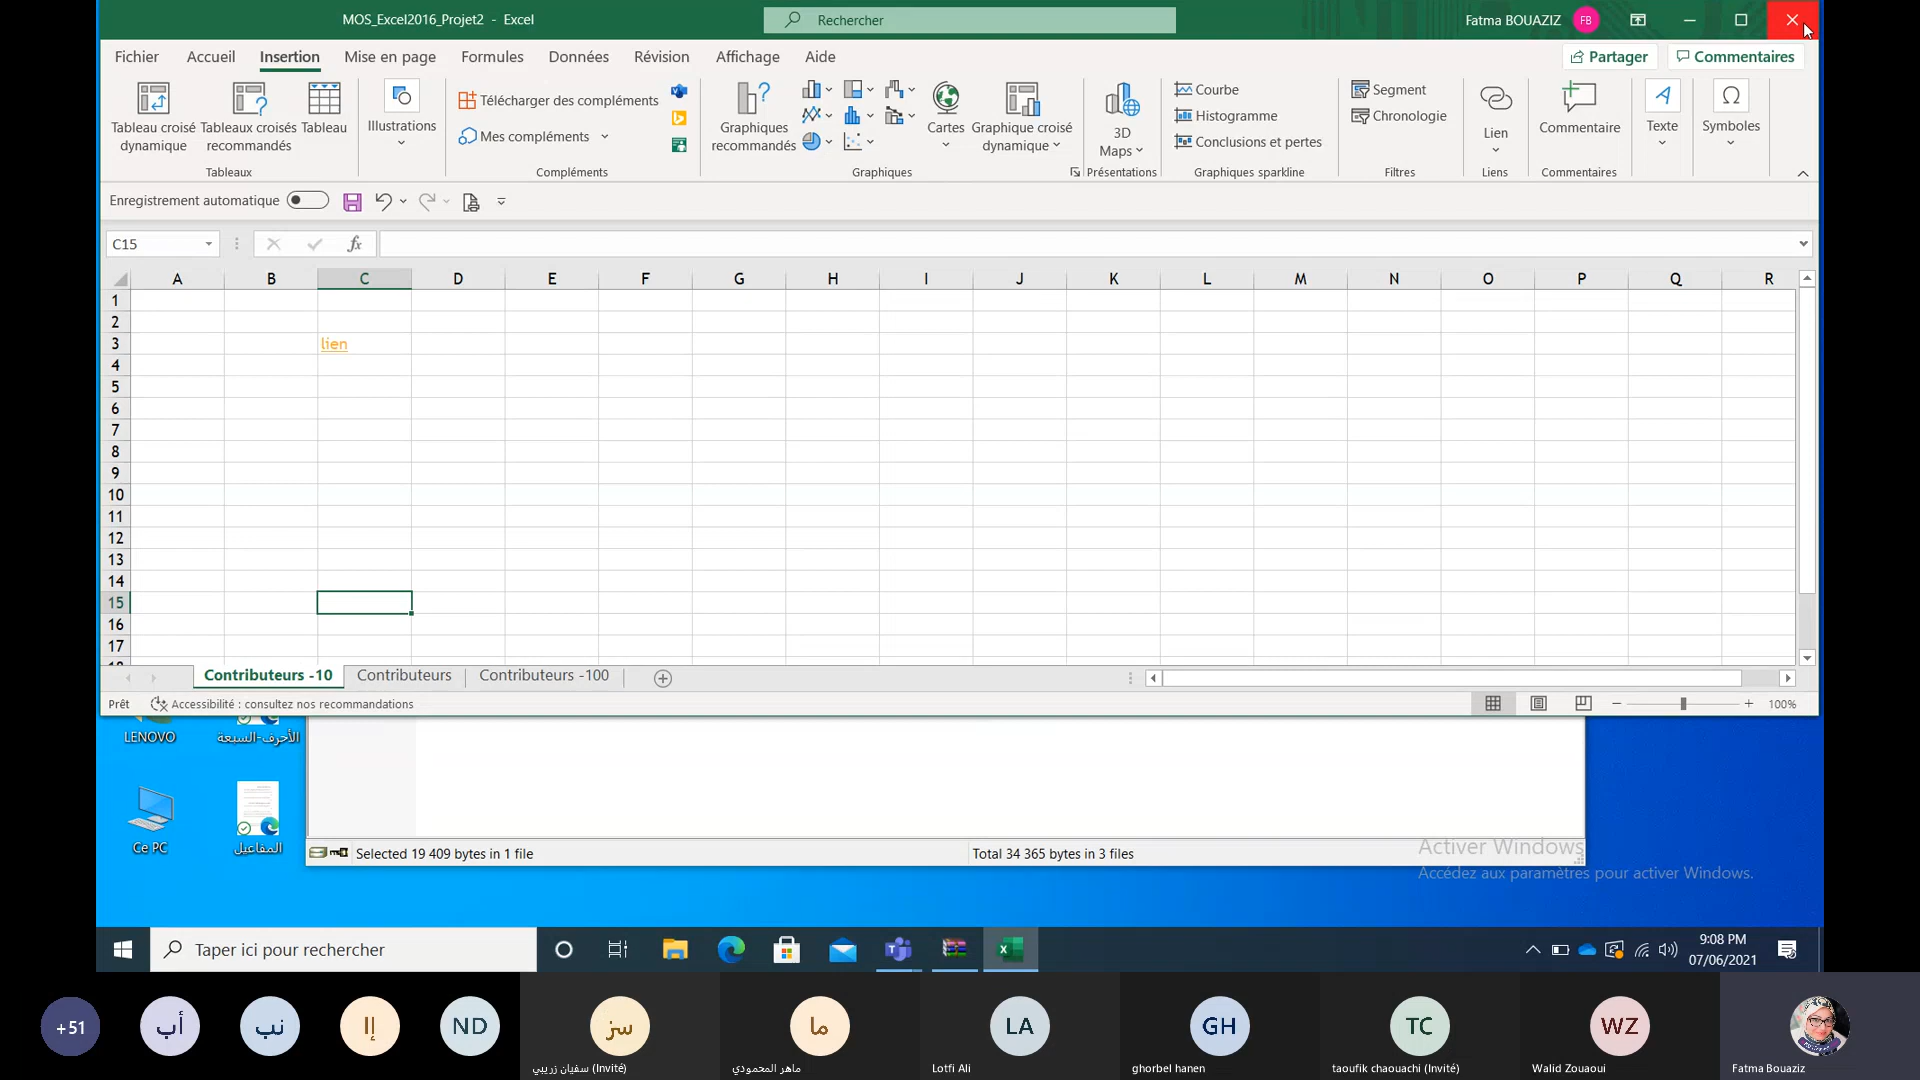 MOS_Excel2016_Projet2 - Excel
Rechercher
Fatma BOUAZIZ
FB
Fichier
Accueil
Insertion
Mise en page
Formules
Données
Révision
Affichage
Aide
Partager
Commentaires
Tableau croisé
dynamique
Tableaux croisés
recommandés
Tableau
Tableaux
Illustrations
Télécharger des compléments
Mes compléments
Compléments
Graphiques
recommandés
Cartes
Graphique croisé
dynamique
Graphiques
3D
Maps
Présentations
Courbe
Histogramme
Conclusions et pertes
Graphiques sparkline
Segment
Chronologie
Filtres
Lien
Liens
Commentaire
Commentaires
Texte
Symboles
Enregistrement automatique
C15
fx
A B C D E F G H I J K L M N O P Q R
1
2
3 lien
4
5
6
7
8
9
10
11
12
13
14
15
16
17
Contributeurs -10
Contributeurs
Contributeurs -100
Prêt
Accessibilité : consultez nos recommandations
100%
LENOVO
الأحرف-السبعة
Ce PC
المفاعيل
Selected 19 409 bytes in 1 file
Total 34 365 bytes in 3 files
Activer Windows
Accédez aux paramètres pour activer Windows.
Taper ici pour rechercher
9:08 PM
07/06/2021
+51
أب
نب
إا
ND
سز
سفيان زريبي (Invité)
ما
ماهر المحمودي
LA
Lotfi Ali
GH
ghorbel hanen
TC
taoufik chaouachi (Invité)
WZ
Walid Zouaoui
Fatma Bouaziz